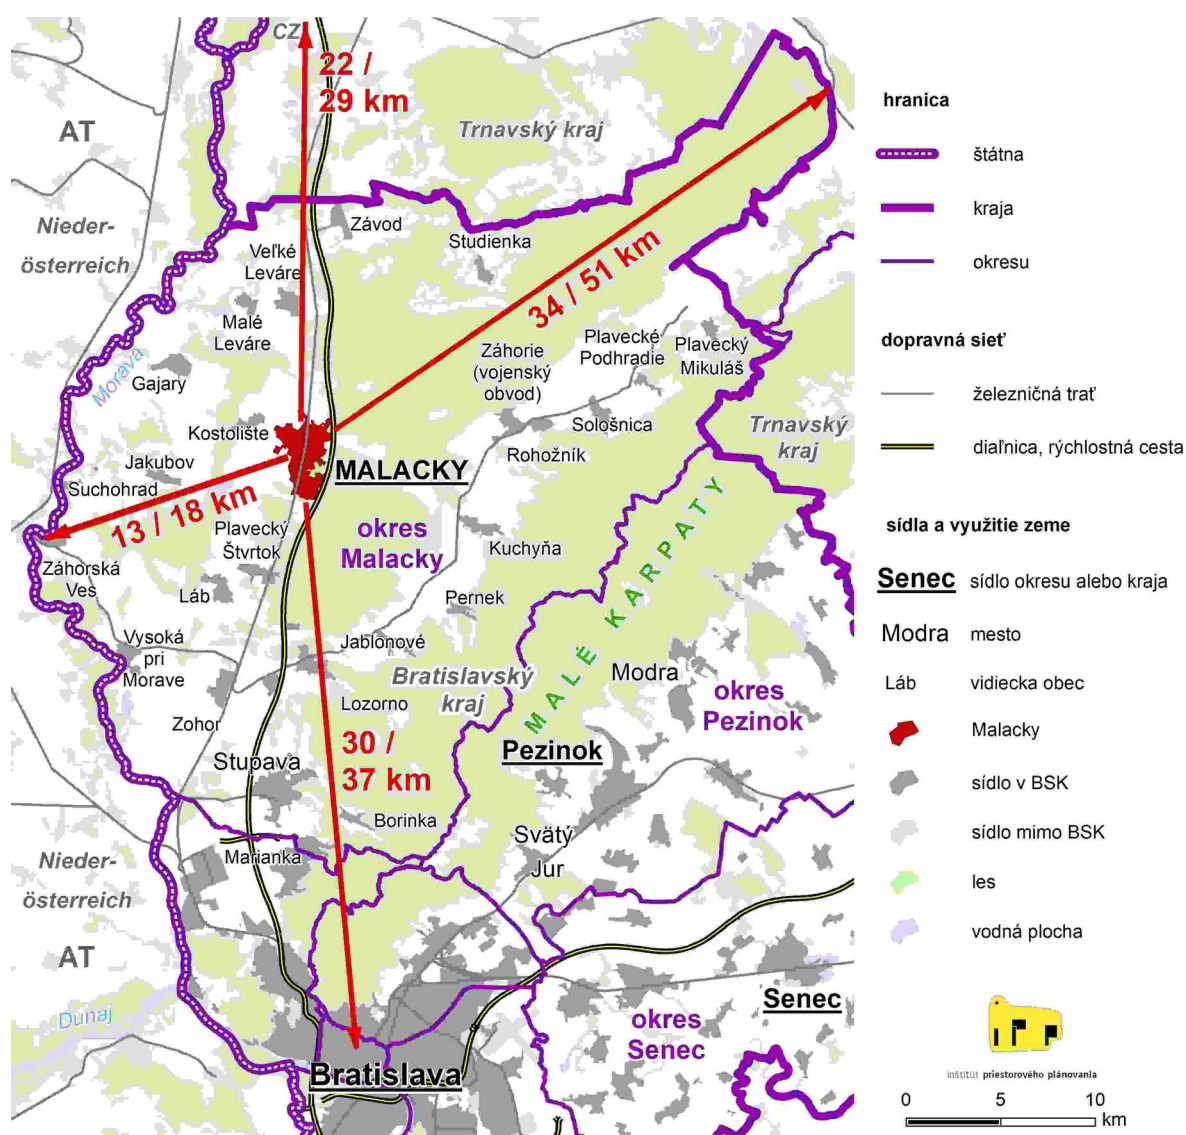 CZ
22 /
29 km
AT
Trnavský kraj
Nieder-
österreich
Závod
Studienka
Veľké
Leváre
34 / 51 km
Malé
Leváre
Plavecké
Podhradie
Plavecký
Mikuláš
Záhorie
(vojenský
obvod)
Morava
Gajary
Kostolište
Sološnica
Trnavský
kraj
Rohožník
Jakubov
Suchohrad
MALACKY
13 / 18 km
Plavecký
Štvrtok
okres
Malacky
Kuchyňa
Záhorská
Ves
Láb
Pernek
MALÉ KARPATY
Vysoká
pri
Morave
Jablonové
Bratislavský
kraj
Modra
okres
Pezinok
Lozorno
Zohor
30 /
37 km
Pezinok
Stupava
Borinka
Svätý
Jur
Marianka
Nieder-
österreich
AT
Dunaj
Senec
okres
Senec
Bratislava
hranica
štátna
kraja
okresu
dopravná sieť
železničná trať
diaľnica, rýchlostná cesta
sídla a využitie zeme
Senec sídlo okresu alebo kraja
Modra mesto
Láb vidiecka obec
Malacky
sídlo v BSK
sídlo mimo BSK
les
vodná plocha
inštitút priestorového plánovania
0 5 10
km